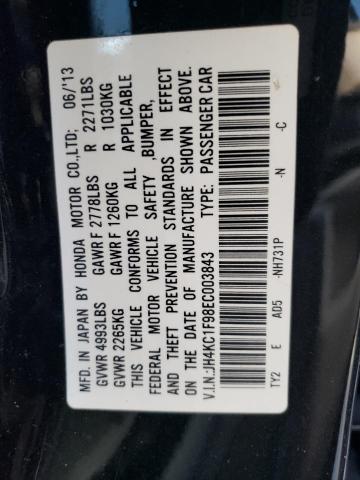 MFD. IN JAPAN BY HONDA MOTOR CO.,LTD; 06/'13
GVWR 4993LBS GAWR F 2778LBS R 2271LBS
GVWR 2265KG GAWR F 1260KG R 1030KG
THIS VEHICLE CONFORMS TO ALL APPLICABLE
FEDERAL MOTOR VEHICLE SAFETY ,BUMPER,
AND THEFT PREVENTION STANDARDS IN EFFECT
ON THE DATE OF MANUFACTURE SHOWN ABOVE.
V.I.N.:JH4KC1F98EC003843 TYPE: PASSENGER CAR
TY2 E AD5 -NH731P -N -C